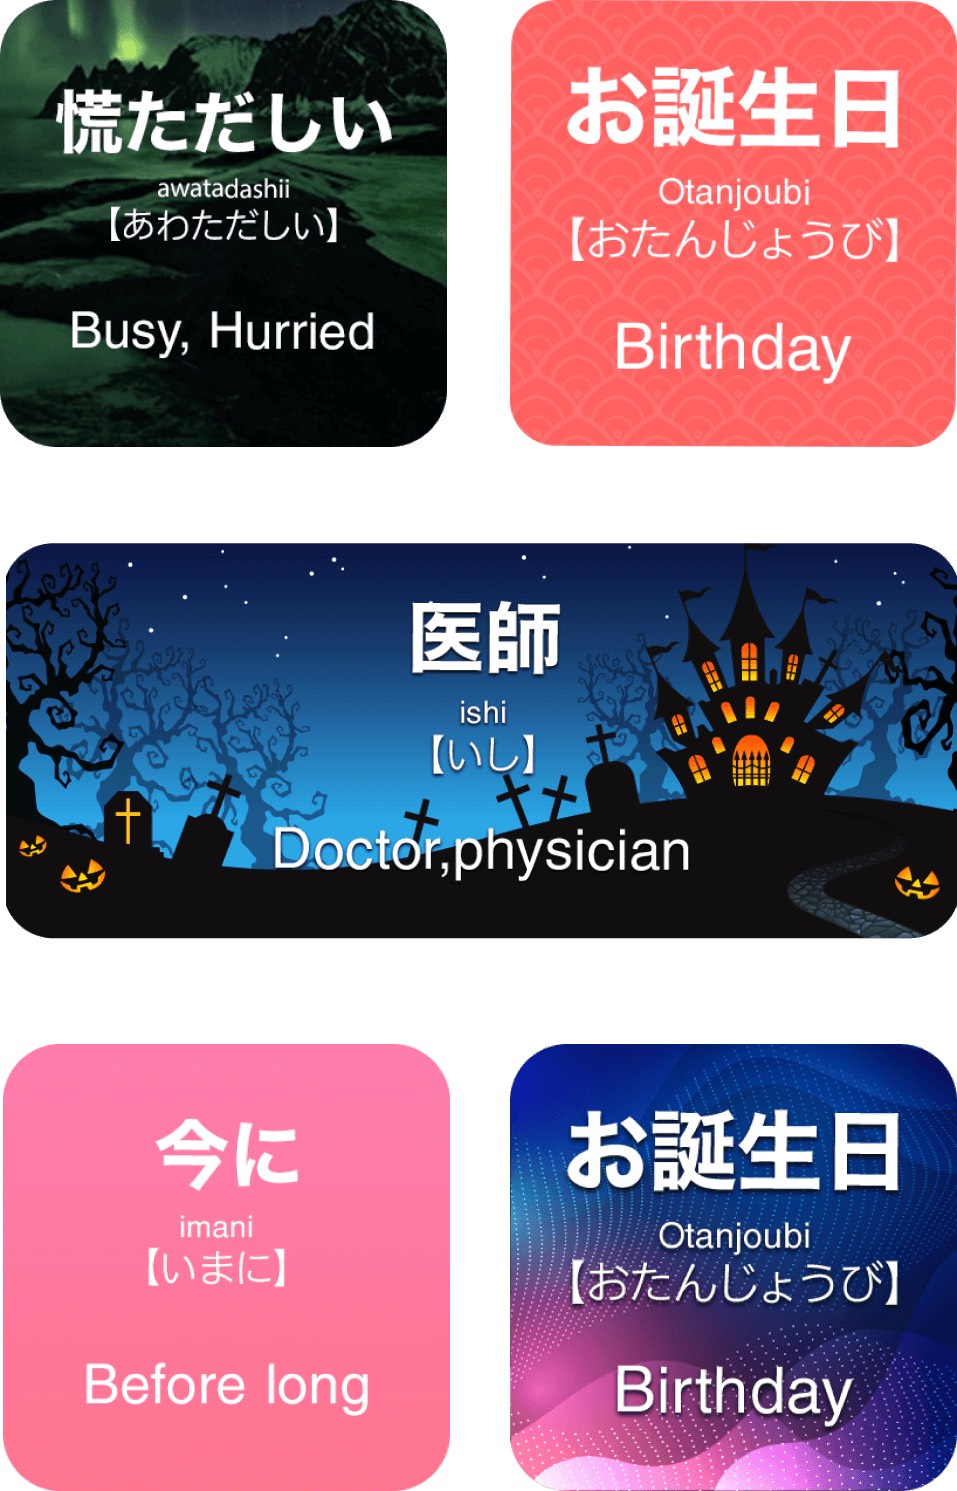 慌ただしい
awatadashii
【あわただしい】
Busy, Hurried
お誕生日
Otanjoubi
【おたんじょうび】
Birthday
医師
ishi
【いし】
Doctor,physician
今に
imani
【いまに】
Before long
お誕生日
Otanjoubi
【おたんじょうび】
Birthday